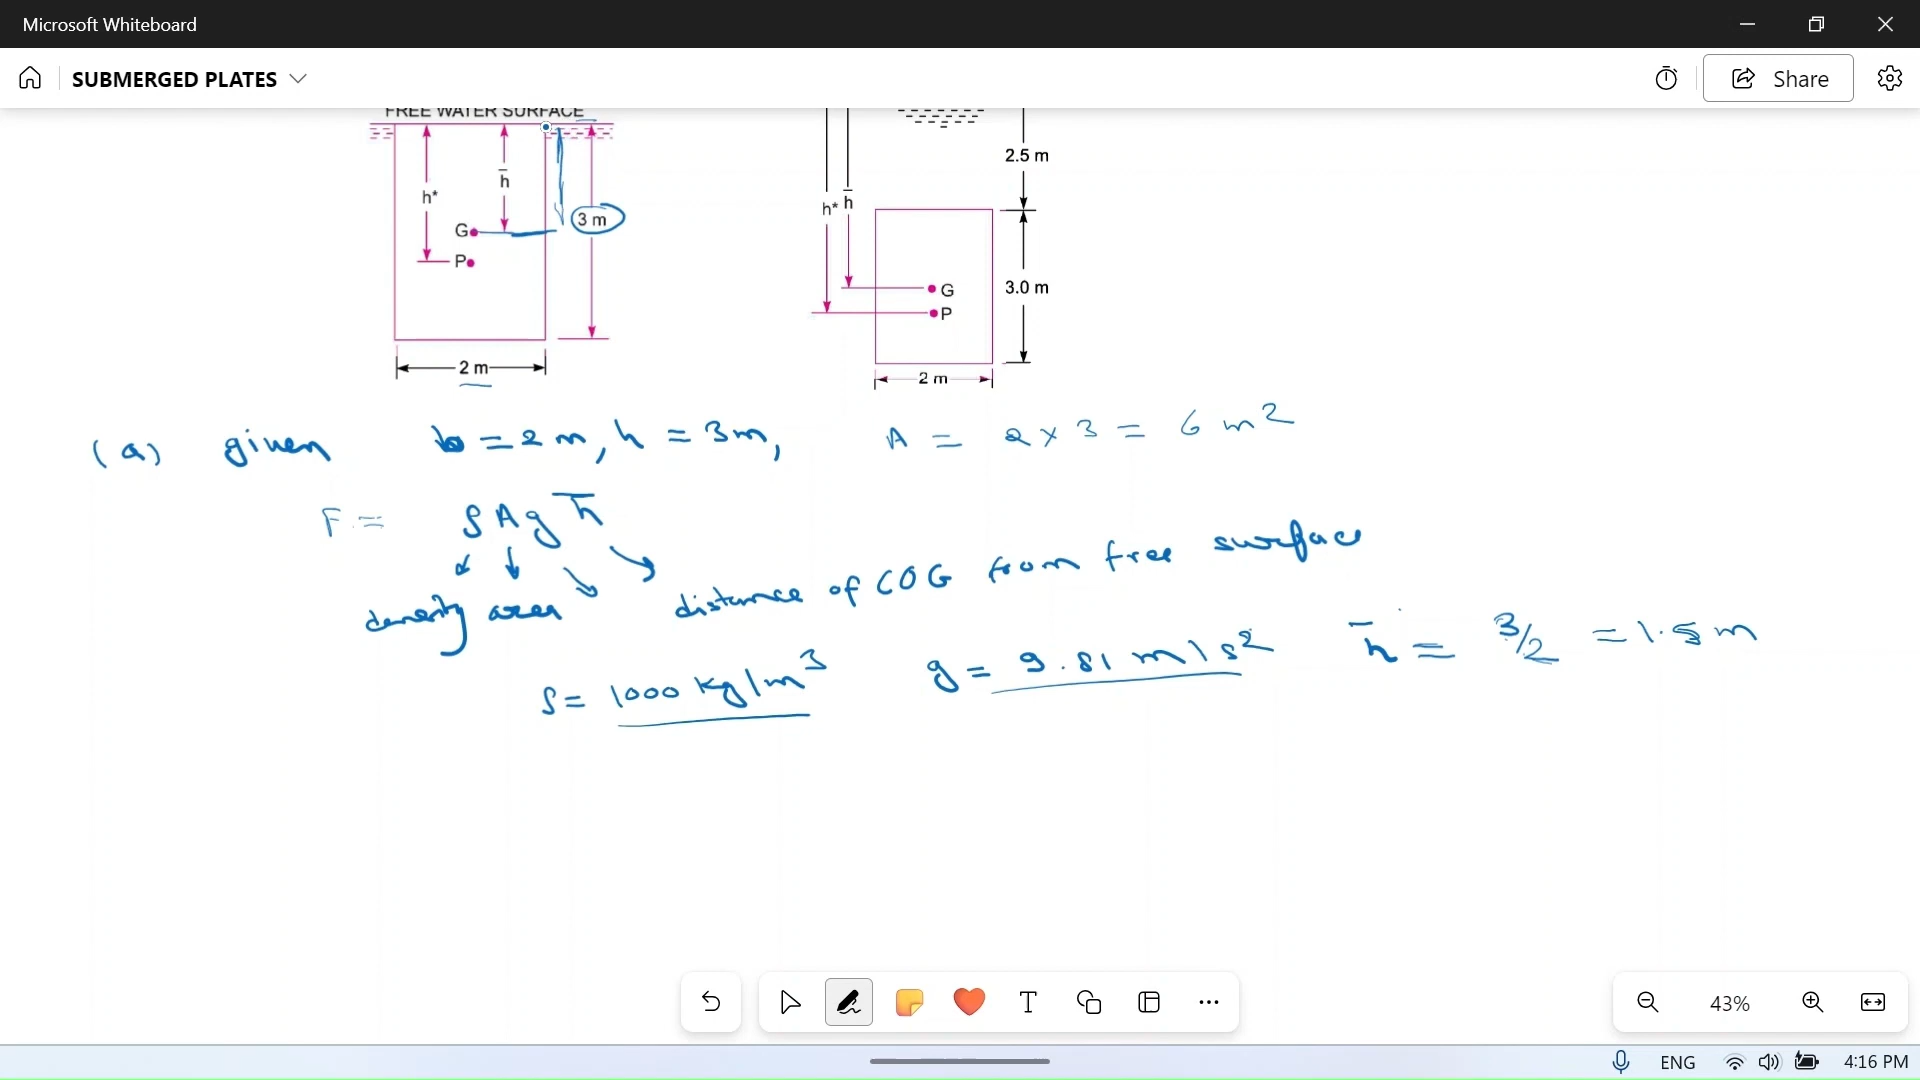 Microsoft Whiteboard
SUBMERGED PLATES
Share
FREE WATER SURFACE
h*
h̅
3 m
G
P
2 m
2.5 m
h* h̅
G
P
3.0 m
2 m
(a) given b = 2 m, h = 3 m, A = 2 × 3 = 6 m²
F = ρ A g h̅
density area distance of COG from free surface
ρ = 1000 kg/m³ g = 9.81 m/s² h̅ = 3/2 = 1.5 m
T
43%
ENG
4:16 PM